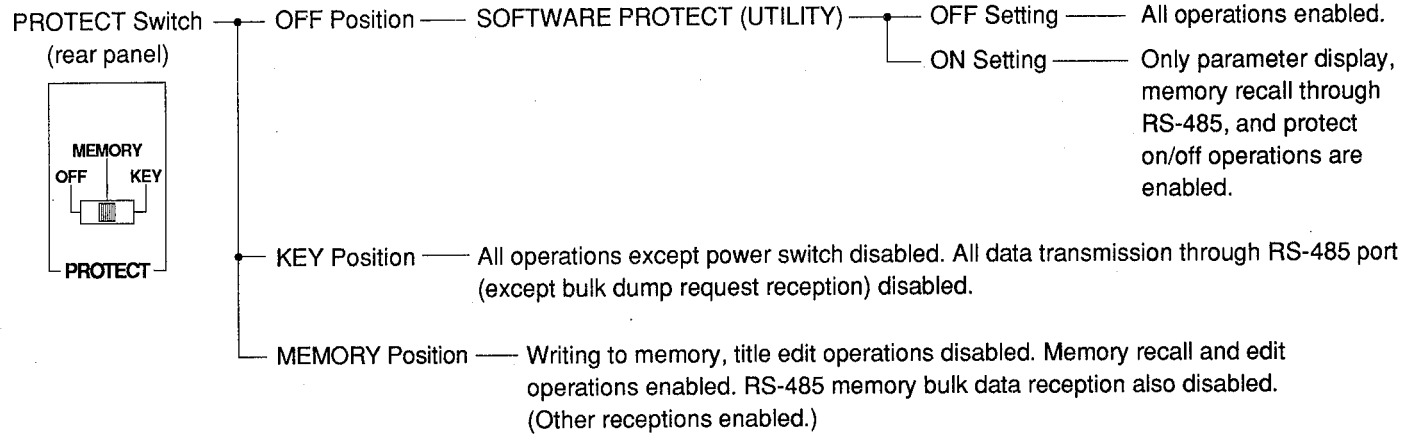 PROTECT Switch
(rear panel)
OFF Position
SOFTWARE PROTECT (UTILITY)
OFF Setting
All operations enabled.
ON Setting
Only parameter display,
memory recall through
RS-485, and protect
on/off operations are
enabled.
MEMORY
OFF KEY
PROTECT
KEY Position
All operations except power switch disabled. All data transmission through RS-485 port
(except bulk dump request reception) disabled.
MEMORY Position
Writing to memory, title edit operations disabled. Memory recall and edit
operations enabled. RS-485 memory bulk data reception also disabled.
(Other receptions enabled.)